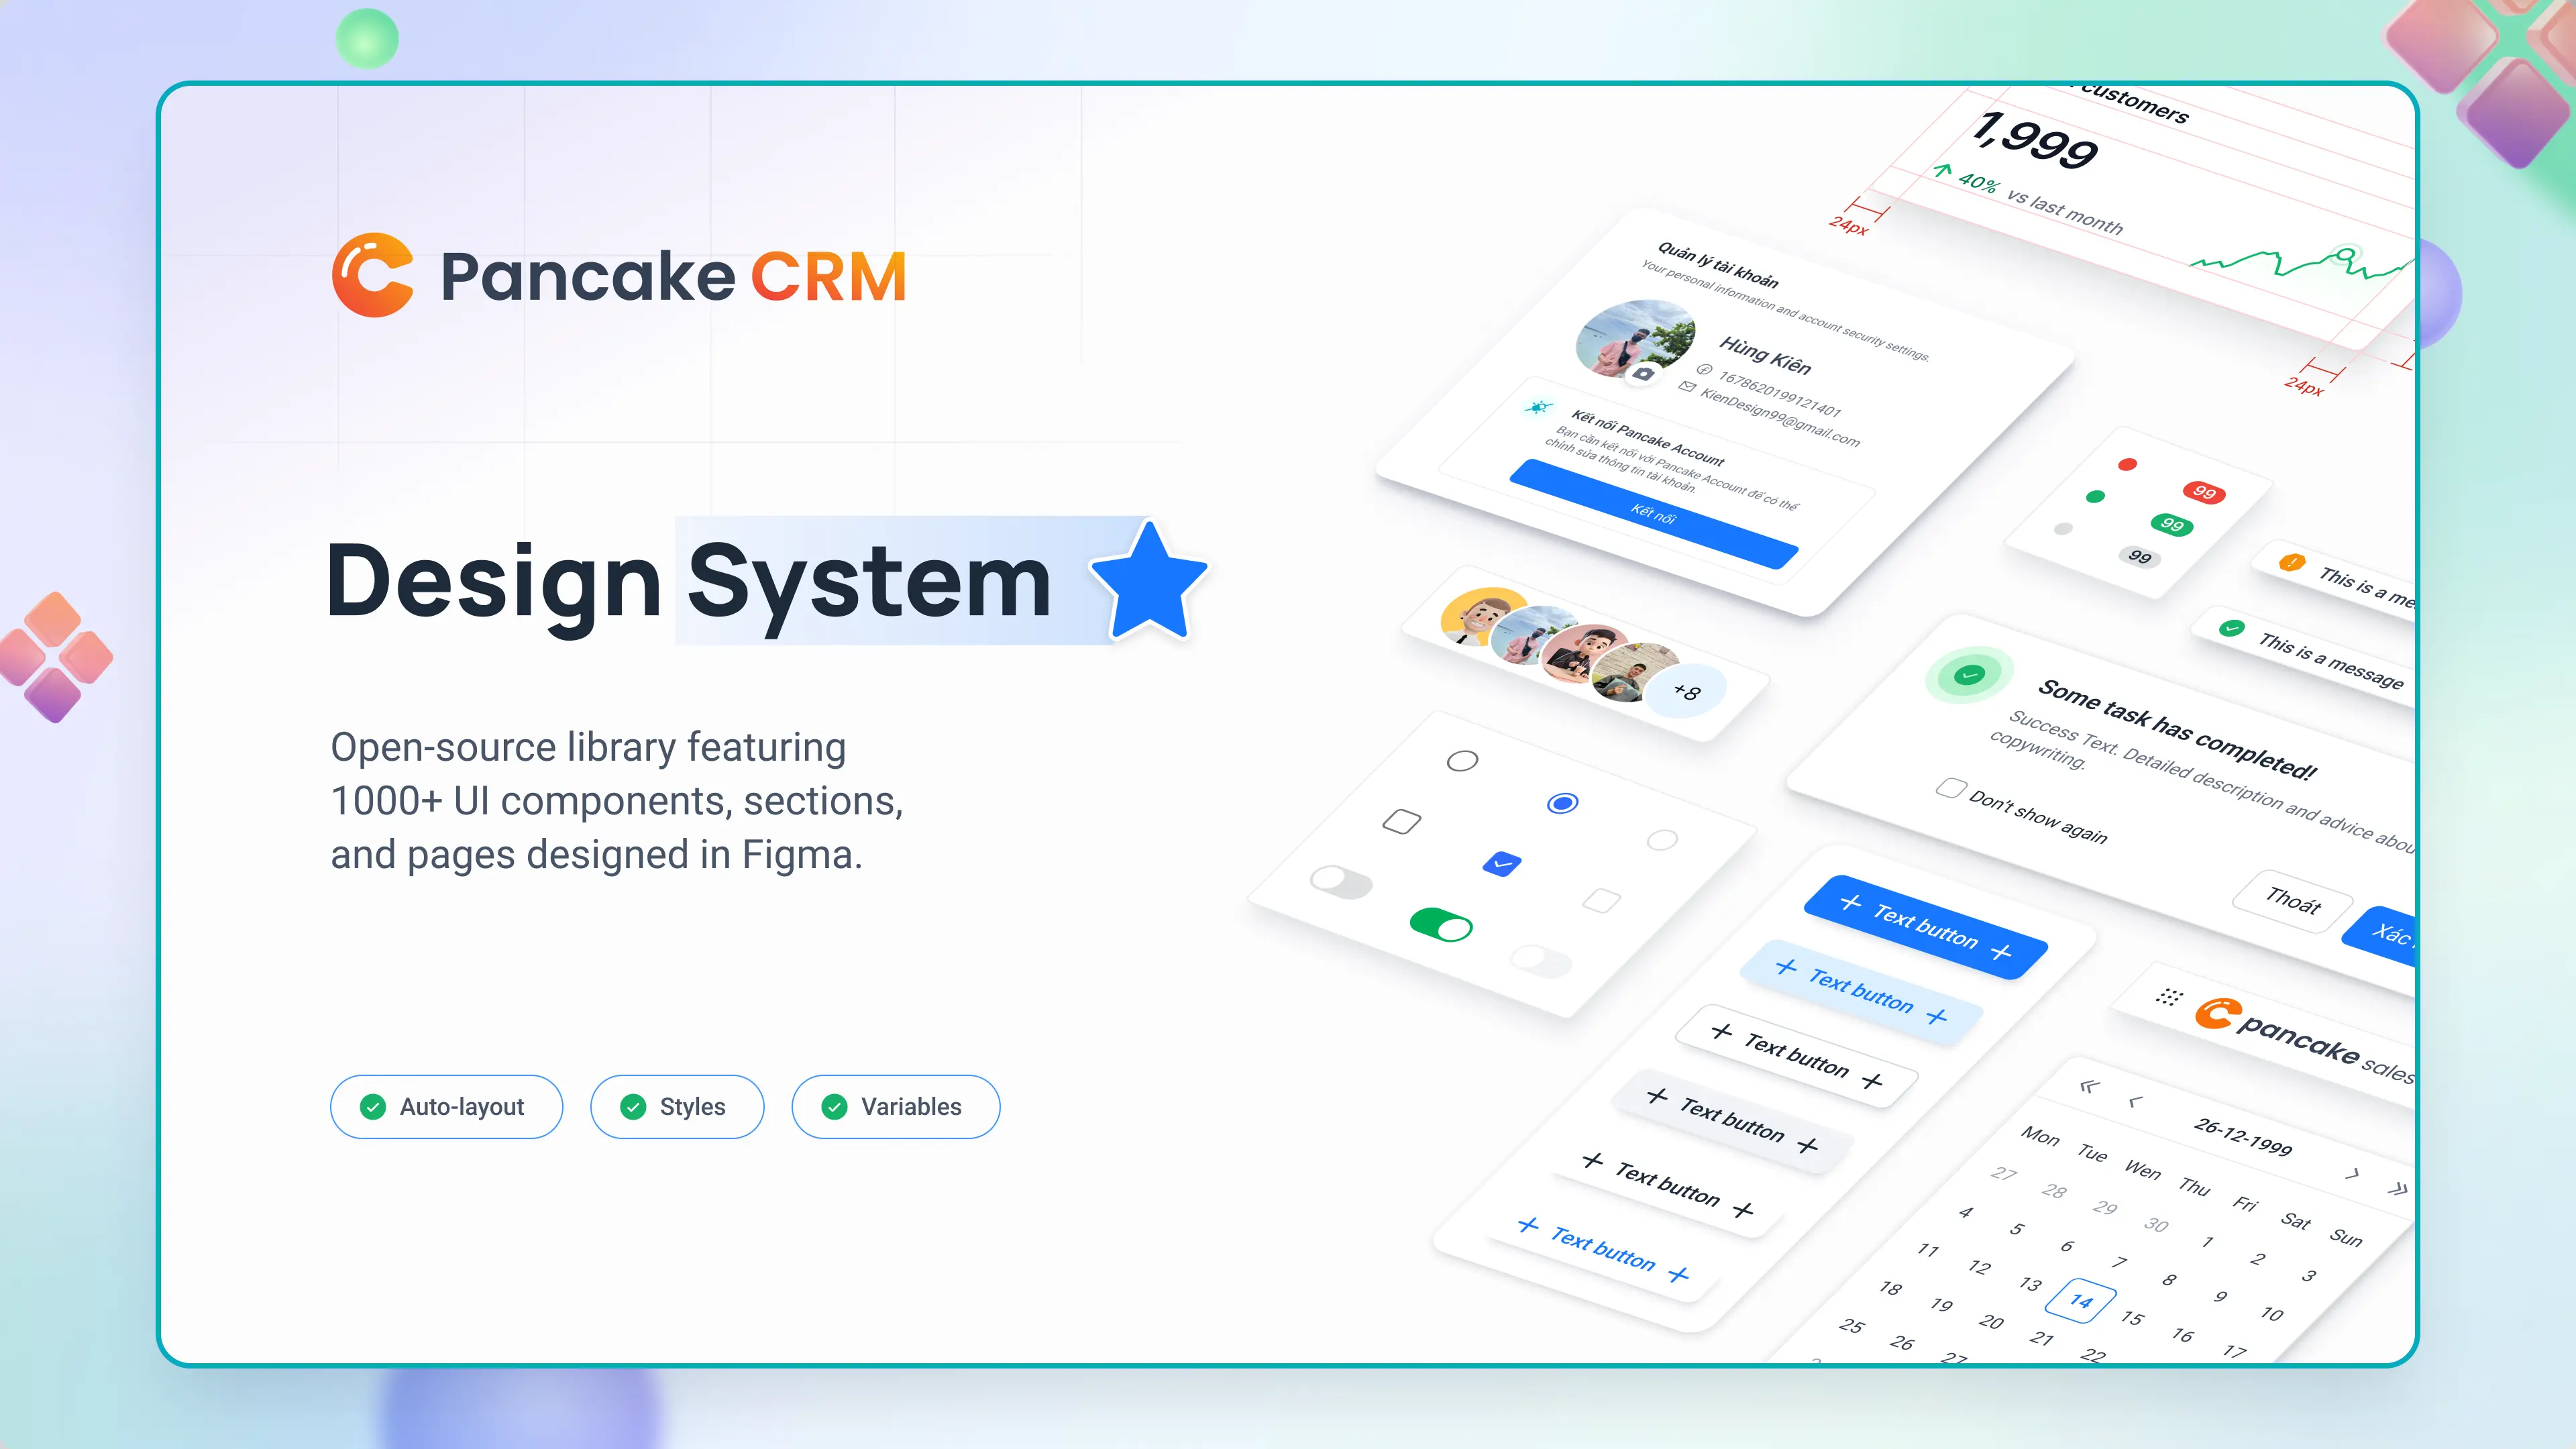 Pancake CRM
Design System
Open-source library featuring
1000+ UI components, sections,
and pages designed in Figma.
Auto-layout
Styles
Variables
customers
1,999
40% vs last month
24px
24px
Quản lý tài khoản
Your personal information and account security settings.
Hùng Kiên
1678620199121401
KienDesign99@gmail.com
Kết nối Pancake Account
Bạn cần kết nối với Pancake Account để có thể
chỉnh sửa thông tin tài khoản.
Kết nối
99
99
99
This is a me
This is a message
+8
Some task has completed!
Success Text. Detailed description and advice abou
copywriting.
Don't show again
Thoát
Xác
Text button
Text button
Text button
Text button
Text button
Text button
pancake sales
26-12-1999
Mon Tue Wen Thu Fri Sat Sun
27 28 29 30 1 2 3
4 5 6 7 8 9 10
11 12 13 14 15 16 17
18 19 20 21 22
25 26 27